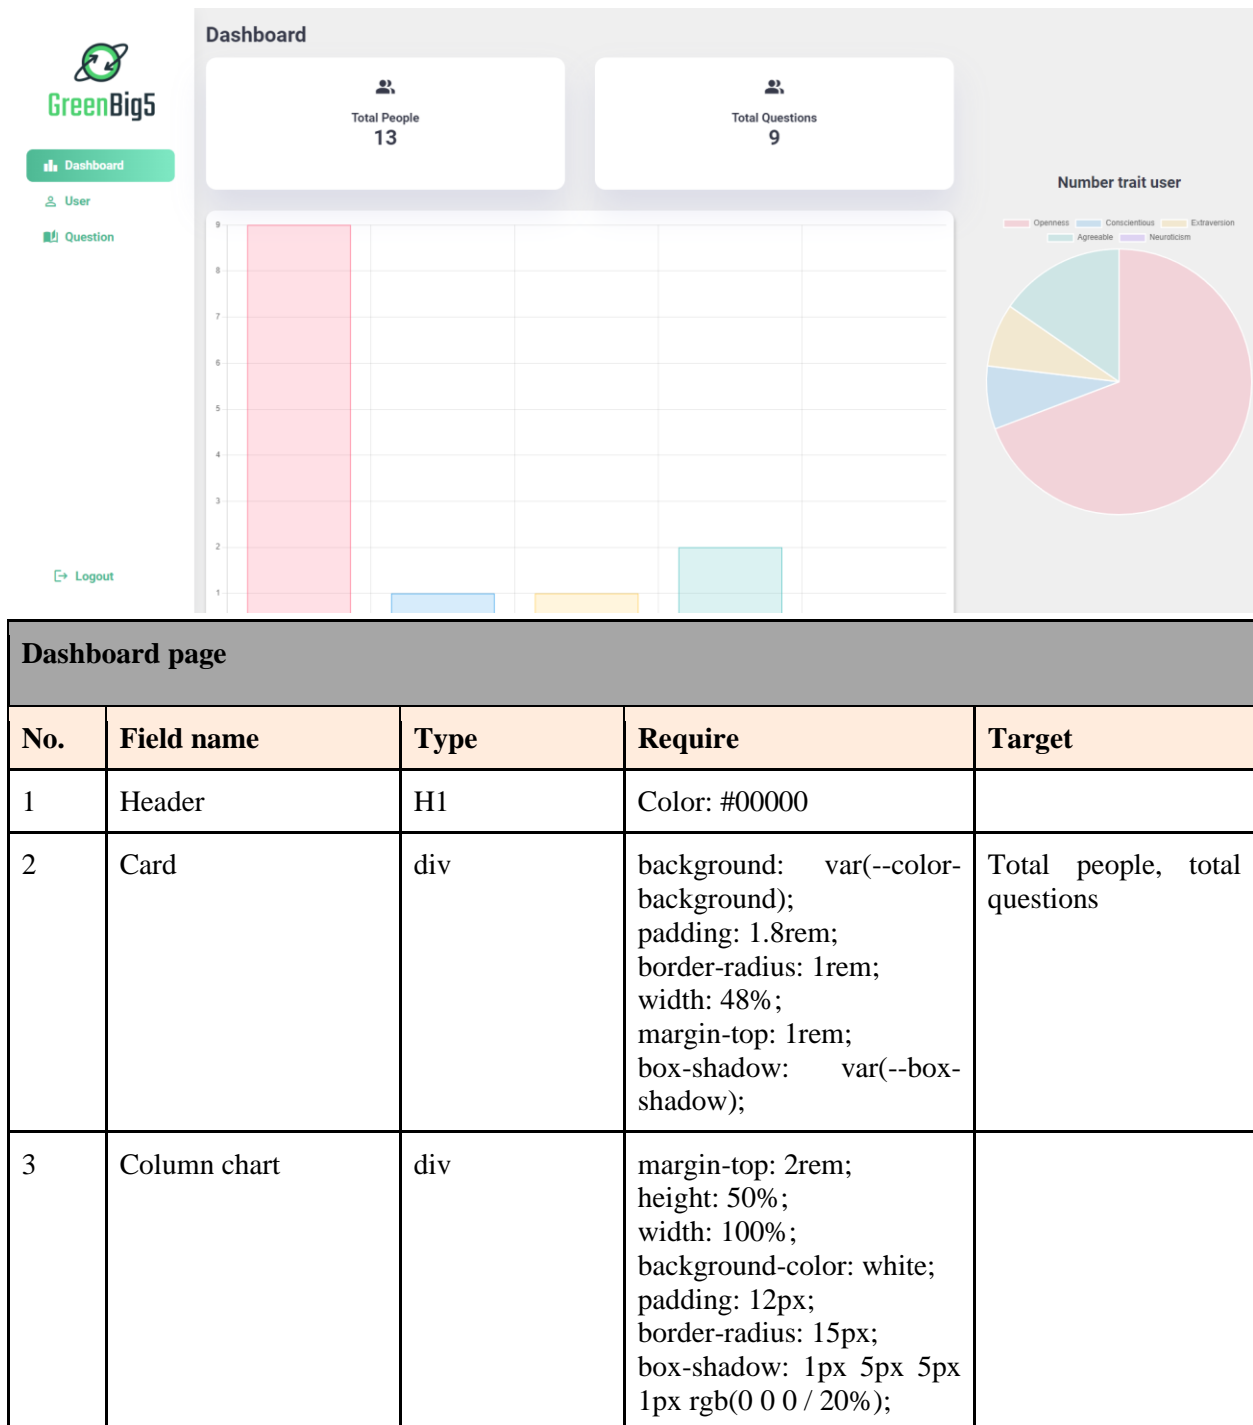 GreenBig5
Dashboard
User
Question
Logout
Dashboard
Total People
13
Total Questions
9
9
8
7
6
5
4
3
2
1
Number trait user
Openness Conscientious Extraversion
Agreeable Neuroticism
Dashboard page
No. Field name Type Require Target
1 Header H1 Color: #00000
2 Card div background: var(--color-
background);
padding: 1.8rem;
border-radius: 1rem;
width: 48%;
margin-top: 1rem;
box-shadow: var(--box-
shadow);
Total people, total
questions
3 Column chart div margin-top: 2rem;
height: 50%;
width: 100%;
background-color: white;
padding: 12px;
border-radius: 15px;
box-shadow: 1px 5px 5px
1px rgb(0 0 0 / 20%);